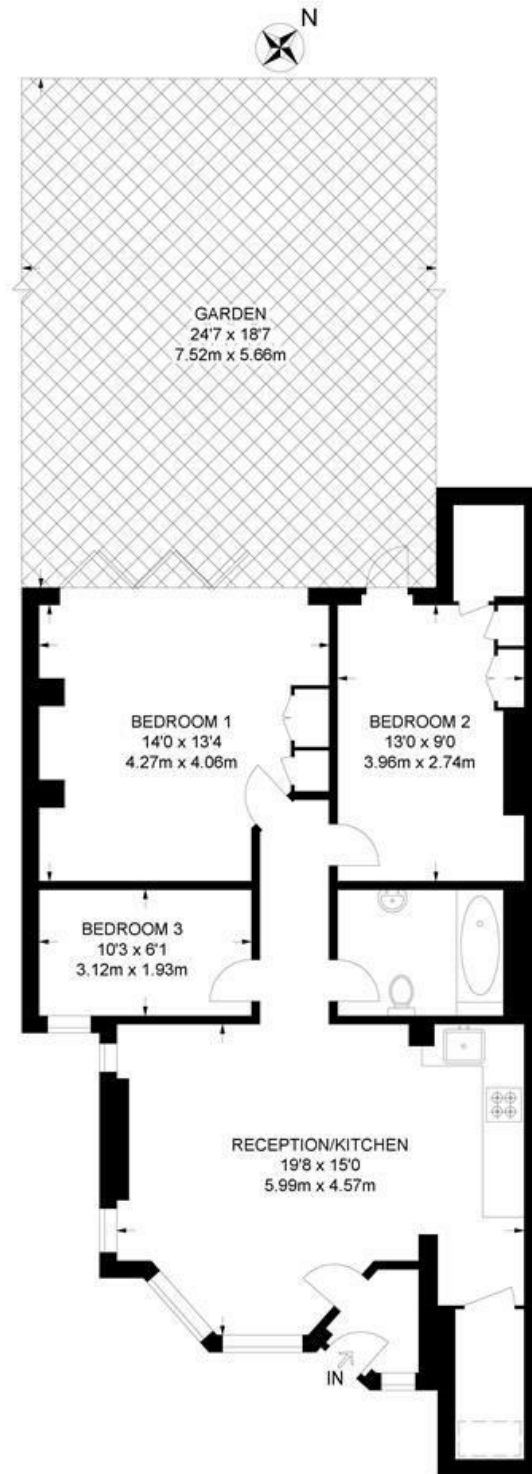 N
GARDEN
24'7 x 18'7
7.52m x 5.66m
BEDROOM 1
14'0 x 13'4
4.27m x 4.06m
BEDROOM 2
13'0 x 9'0
3.96m x 2.74m
BEDROOM 3
10'3 x 6'1
3.12m x 1.93m
RECEPTION/KITCHEN
19'8 x 15'0
5.99m x 4.57m
IN